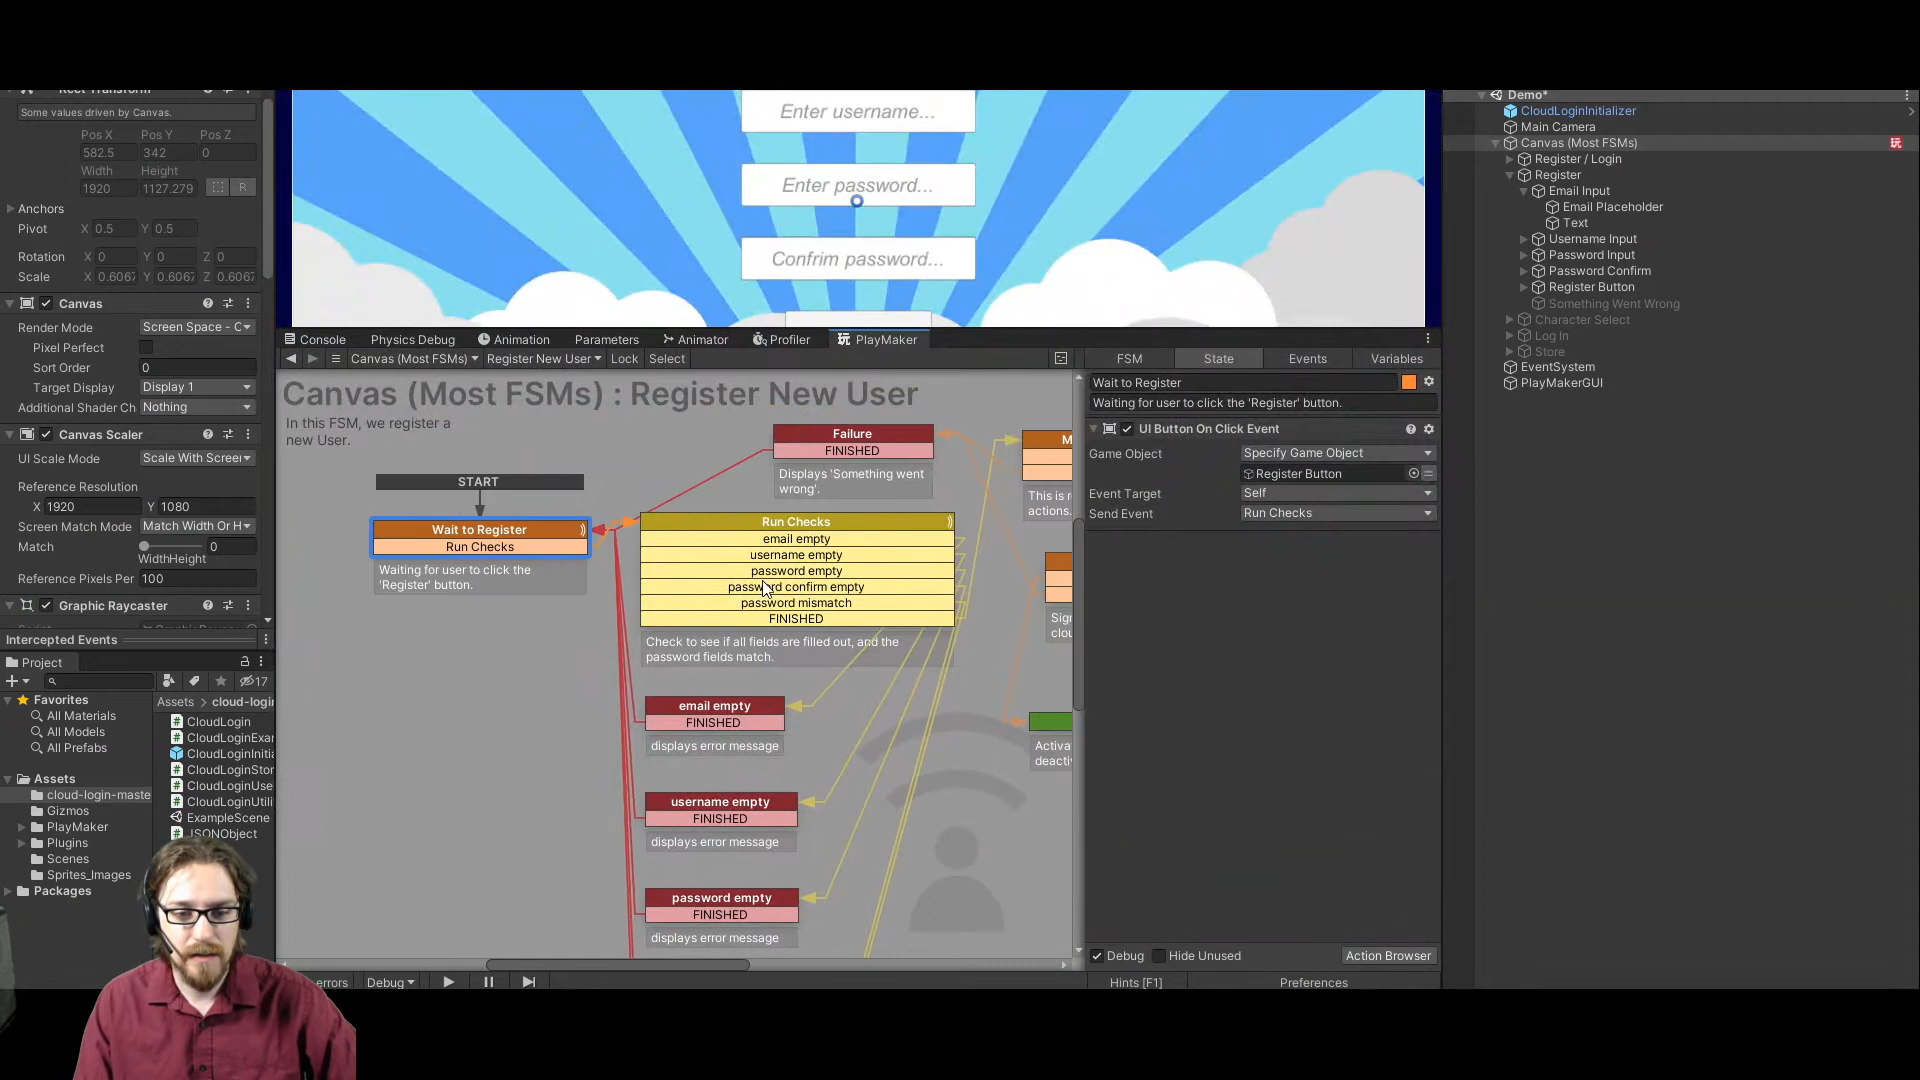 Rect Transform
Some values driven by Canvas.
Pos X Pos Y Pos Z
582.5 342 0
Width Height
1920 1127.279 R
Anchors
Pivot X 0.5 Y 0.5
Rotation X 0 Y 0 Z 0
Scale X 0.6067 Y 0.6067 Z 0.6067
Canvas
Render Mode Screen Space - C
Pixel Perfect
Sort Order 0
Target Display Display 1
Additional Shader Ch Nothing
Canvas Scaler
UI Scale Mode Scale With Screen
Reference Resolution
X 1920 Y 1080
Screen Match Mode Match Width Or H
Match 0
Width Height
Reference Pixels Per 100
Graphic Raycaster
Intercepted Events
Project
17
Favorites
All Materials
All Models
All Prefabs
Assets
cloud-login-maste
Gizmos
PlayMaker
Plugins
Scenes
Sprites_Images
Packages
Assets > cloud-login
CloudLogin
CloudLoginExar
CloudLoginInitia
CloudLoginStor
CloudLoginUse
CloudLoginUtili
ExampleScene
JSONObject
Enter username...
Enter password...
Confrim password...
Console Physics Debug Animation Parameters Animator Profiler PlayMaker
Canvas (Most FSMs) Register New User Lock Select
Canvas (Most FSMs) : Register New User
In this FSM, we register a
new User.
START
Wait to Register
Run Checks
Waiting for user to click the
'Register' button.
Failure
FINISHED
Displays 'Something went
wrong'.
Run Checks
email empty
username empty
password empty
password confirm empty
password mismatch
FINISHED
Check to see if all fields are filled out, and the
password fields match.
email empty
FINISHED
displays error message
username empty
FINISHED
displays error message
password empty
FINISHED
displays error message
M
This is r
actions.
Sign
clou
Activa
deacti
errors Debug
FSM State Events Variables
Wait to Register
Waiting for user to click the 'Register' button.
UI Button On Click Event
Game Object Specify Game Object
Register Button
Event Target Self
Send Event Run Checks
Debug Hide Unused Action Browser
Hints [F1] Preferences
Demo*
CloudLoginInitializer
Main Camera
Canvas (Most FSMs)
Register / Login
Register
Email Input
Email Placeholder
Text
Username Input
Password Input
Password Confirm
Register Button
Something Went Wrong
Character Select
Log In
Store
EventSystem
PlayMakerGUI